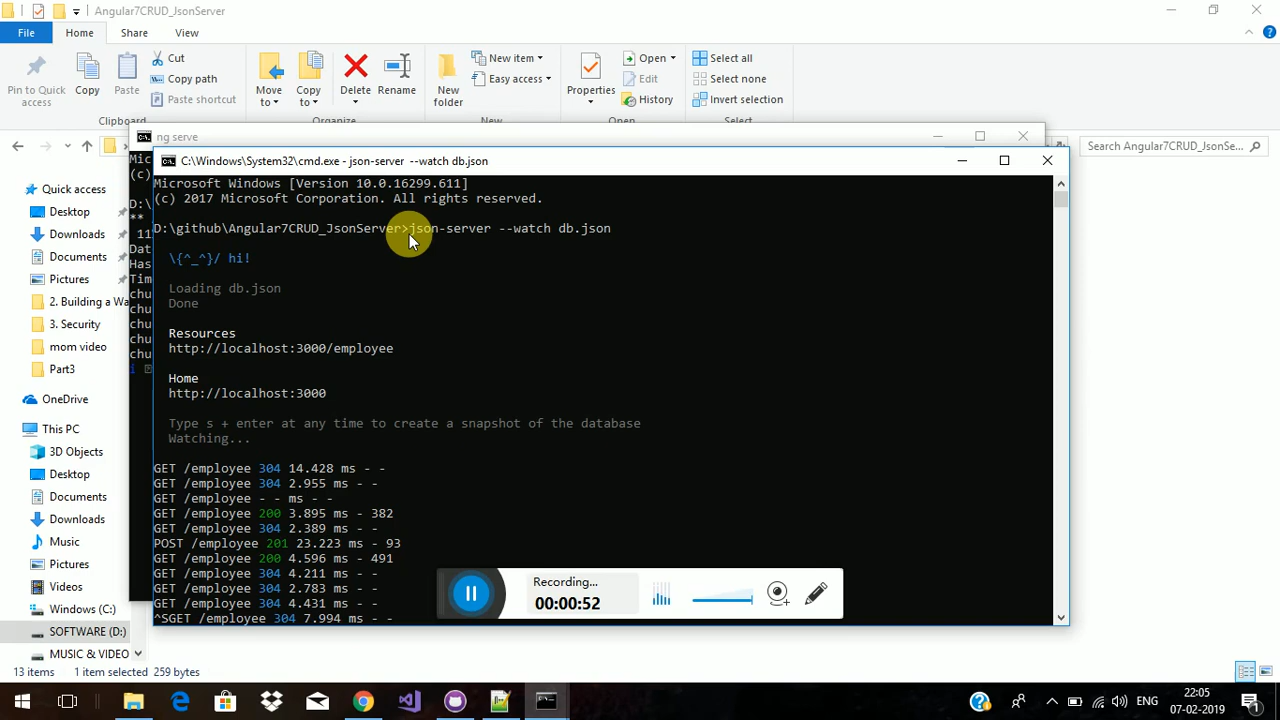 Angular7CRUD_JsonServer
File
Home
Share
View
Pin to Quick access
Copy
Paste
Cut
Copy path
Paste shortcut
Clipboard
Move to
Copy to
Delete
Rename
Organize
New folder
New item
Easy access
New
Properties
Open
Edit
History
Open
Select all
Select none
Invert selection
Search Angular7CRUD_JsonSe...
ng serve
C:\Windows\System32\cmd.exe - json-server --watch db.json
Microsoft Windows [Version 10.0.16299.611]
(c) 2017 Microsoft Corporation. All rights reserved.
D:\github\Angular7CRUD_JsonServer>json-server --watch db.json
\{^_^}/ hi!
Loading db.json
Done
Resources
http://localhost:3000/employee
Home
http://localhost:3000
Type s + enter at any time to create a snapshot of the database
Watching...
GET /employee 304 14.428 ms - -
GET /employee 304 2.955 ms - -
GET /employee - - ms - -
GET /employee 200 3.895 ms - 382
GET /employee 304 2.389 ms - -
POST /employee 201 23.223 ms - 93
GET /employee 200 4.596 ms - 491
GET /employee 304 4.211 ms - -
GET /employee 304 2.783 ms - -
GET /employee 304 4.431 ms - -
^SGET /employee 304 7.994 ms - -
Mic
(c)
D:\
**
Dat
Has
Tim
chu
chu
chu
chu
Quick access
Desktop
Downloads
Documents
Pictures
2. Building a Wa
3. Security
mom video
Part3
OneDrive
This PC
3D Objects
Desktop
Documents
Downloads
Music
Pictures
Videos
Windows (C:)
SOFTWARE (D:)
MUSIC & VIDEO
Recording...
00:00:52
13 items
1 item selected 259 bytes
ENG
22:05
07-02-2019